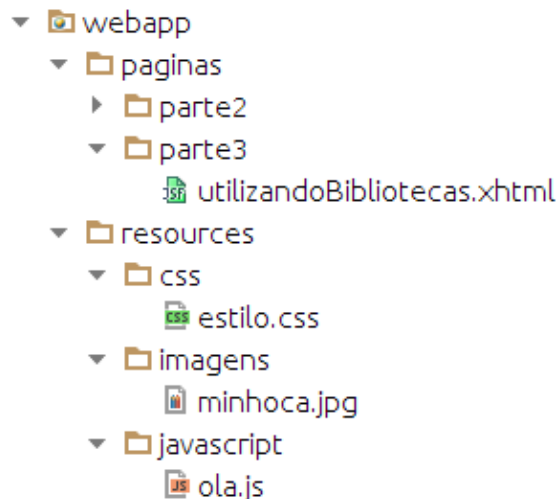 webapp
paginas
parte2
parte3
utilizandoBibliotecas.xhtml
resources
css
estilo.css
imagens
minhoca.jpg
javascript
ola.js